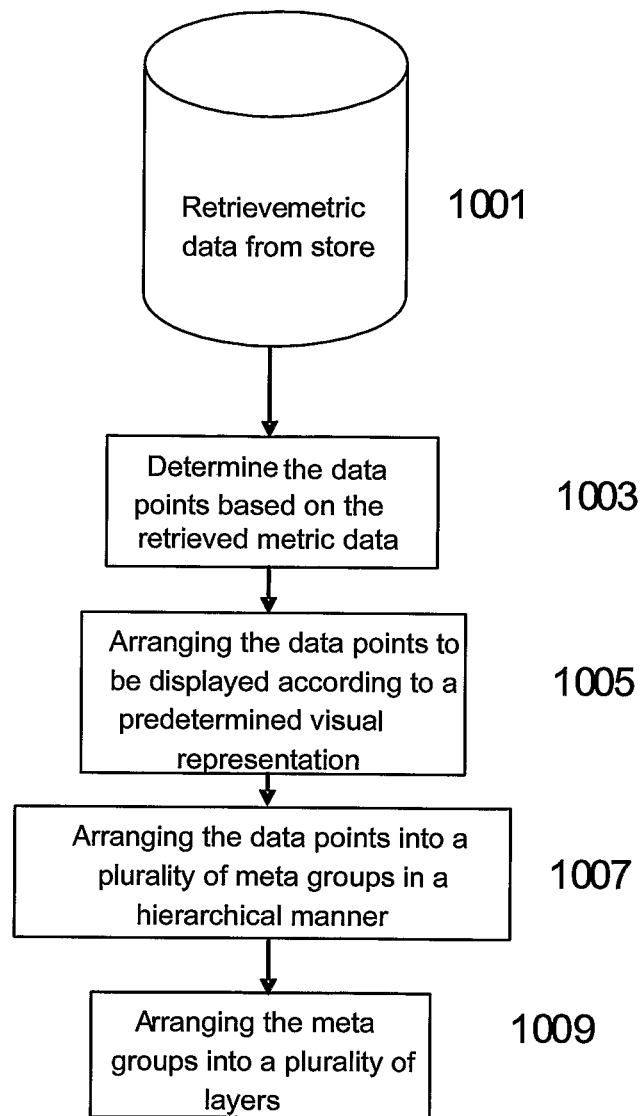 Retrievemetric
data from store
1001
Determine the data
points based on the
retrieved metric data
1003
Arranging the data points to
be displayed according to a
predetermined visual
representation
1005
Arranging the data points into a
plurality of meta groups in a
hierarchical manner
1007
Arranging the meta
groups into a plurality of
layers
1009